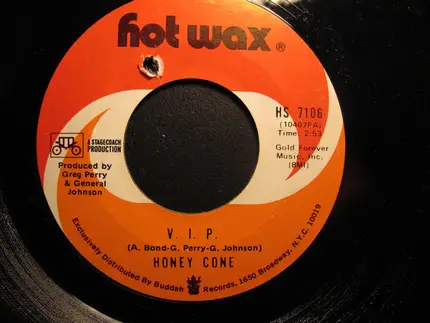 hot wax ®
HS 7106
(10407PA)
Time: 2:53
Gold Forever
Music, Inc.
(BMI)
A STAGECOACH
PRODUCTION
Produced by
Greg Perry
& General
Johnson
V. I. P.
(A. Bond-G. Perry-G. Johnson)
HONEY CONE
Exclusively Distributed By Buddah Records, 1650 Broadway, N.Y.C. 10019